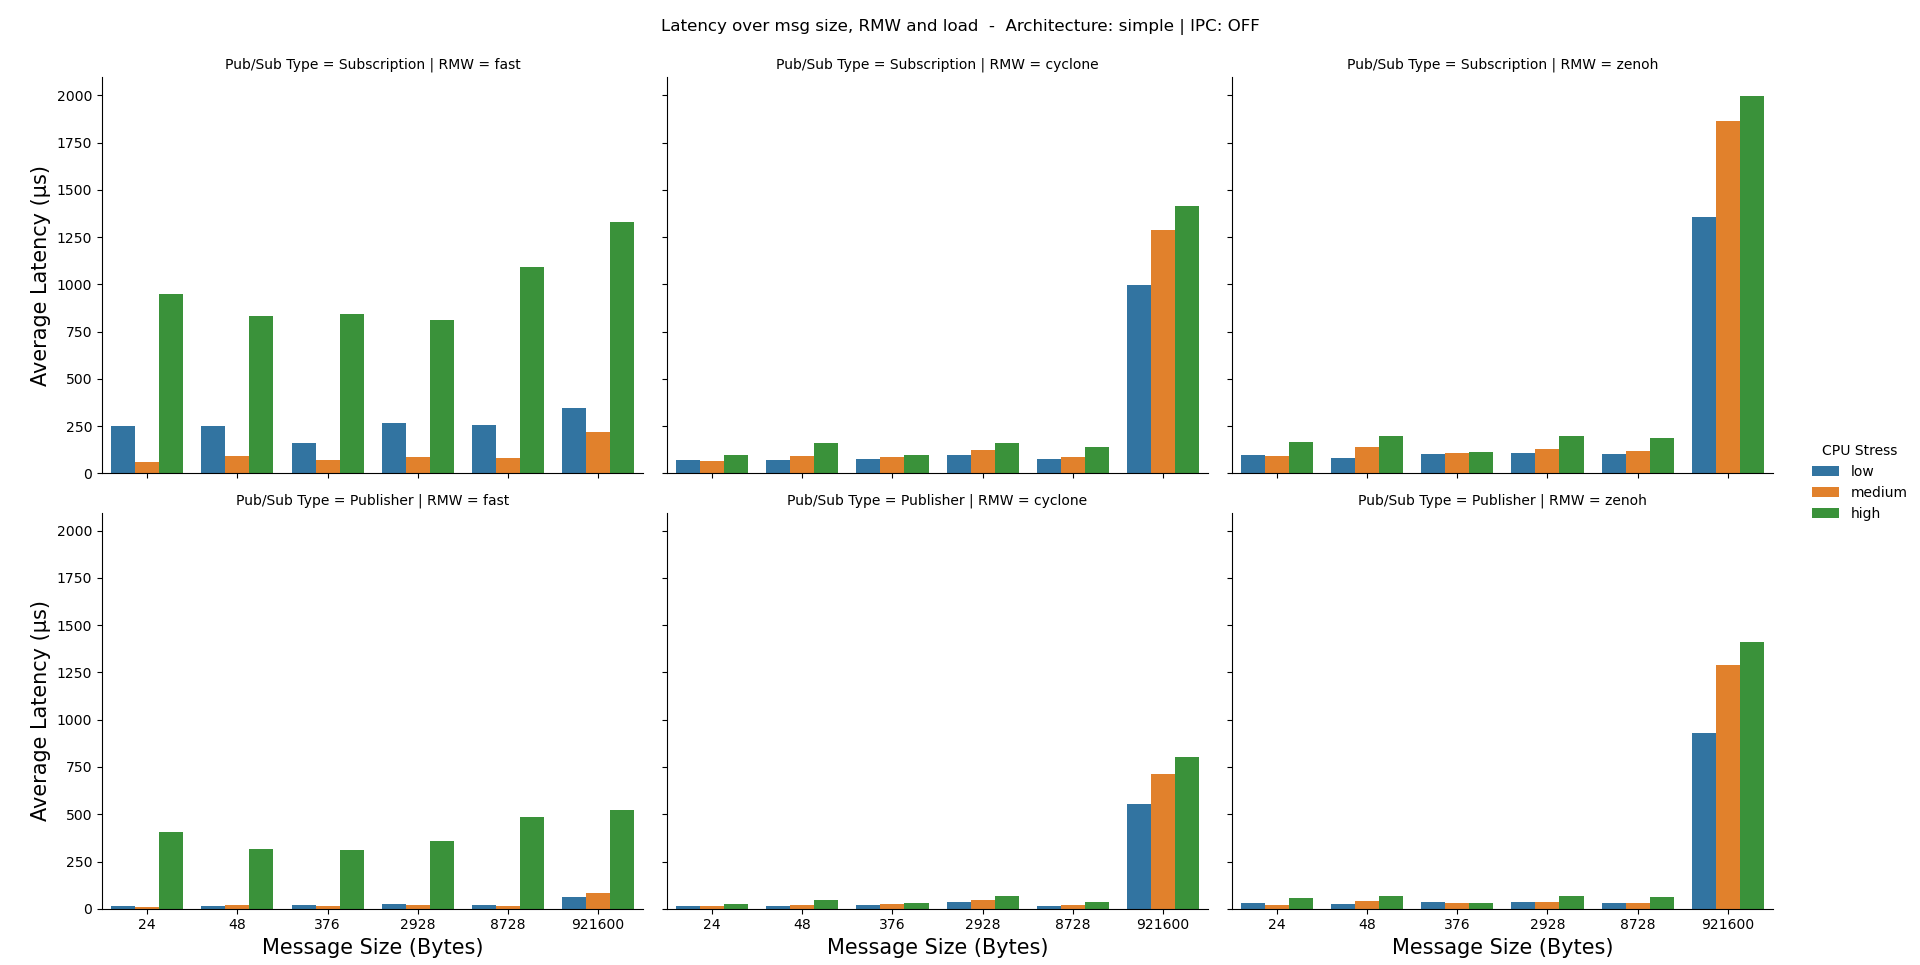 Latency over msg size, RMW and load  -  Architecture: simple | IPC: OFF
Pub/Sub Type = Subscription | RMW = fast
Pub/Sub Type = Subscription | RMW = cyclone
Pub/Sub Type = Subscription | RMW = zenoh
2000
1750
1500
1250
1000
750
500
250
0
Average Latency (µs)
Pub/Sub Type = Publisher | RMW = fast
Pub/Sub Type = Publisher | RMW = cyclone
Pub/Sub Type = Publisher | RMW = zenoh
2000
1750
1500
1250
1000
750
500
250
0
Average Latency (µs)
24 48 376 2928 8728 921600
24 48 376 2928 8728 921600
24 48 376 2928 8728 921600
Message Size (Bytes)
Message Size (Bytes)
Message Size (Bytes)
CPU Stress
low
medium
high